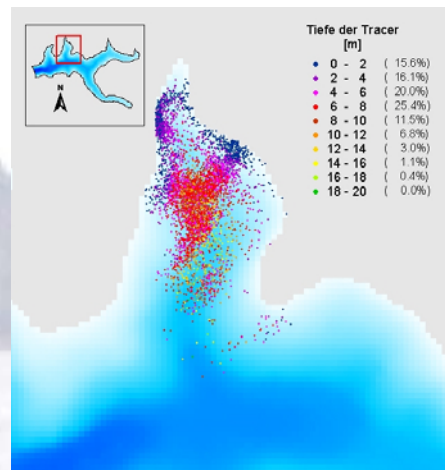 Tiefe der Tracer
[m]
0 - 2 ( 15.6%)
2 - 4 ( 16.1%)
4 - 6 ( 20.0%)
6 - 8 ( 25.4%)
8 - 10 ( 11.5%)
10 - 12 ( 6.8%)
12 - 14 ( 3.0%)
14 - 16 ( 1.1%)
16 - 18 ( 0.4%)
18 - 20 ( 0.0%)
N